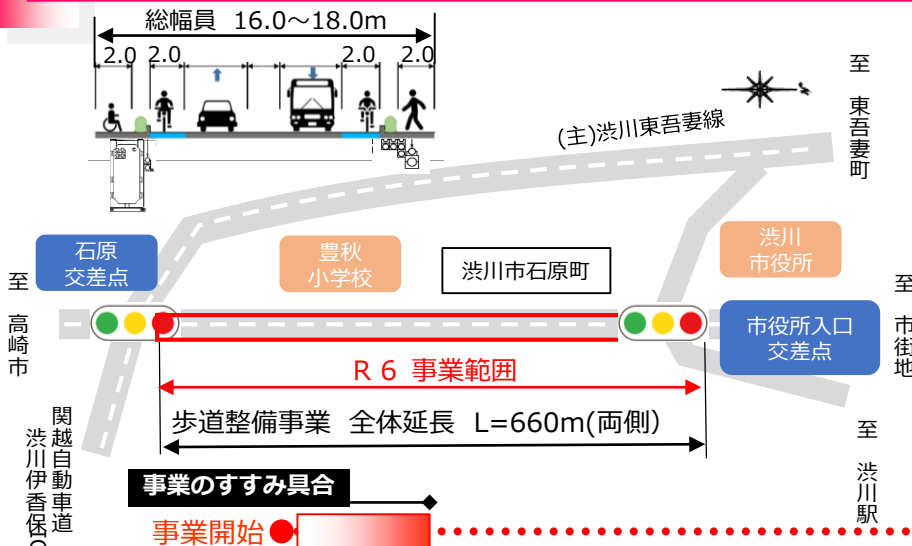 総幅員 16.0～18.0m
2.0 2.0 2.0 2.0
至 東吾妻町
(主)渋川東吾妻線
石原
交差点
豊秋
小学校
渋川市石原町
渋川
市役所
至 高崎市
至 市街地
市役所入口
交差点
R 6 事業範囲
歩道整備事業 全体延長 L=660m(両側)
関越自動車道
渋川伊香保
至 渋川駅
事業のすすみ具合
事業開始